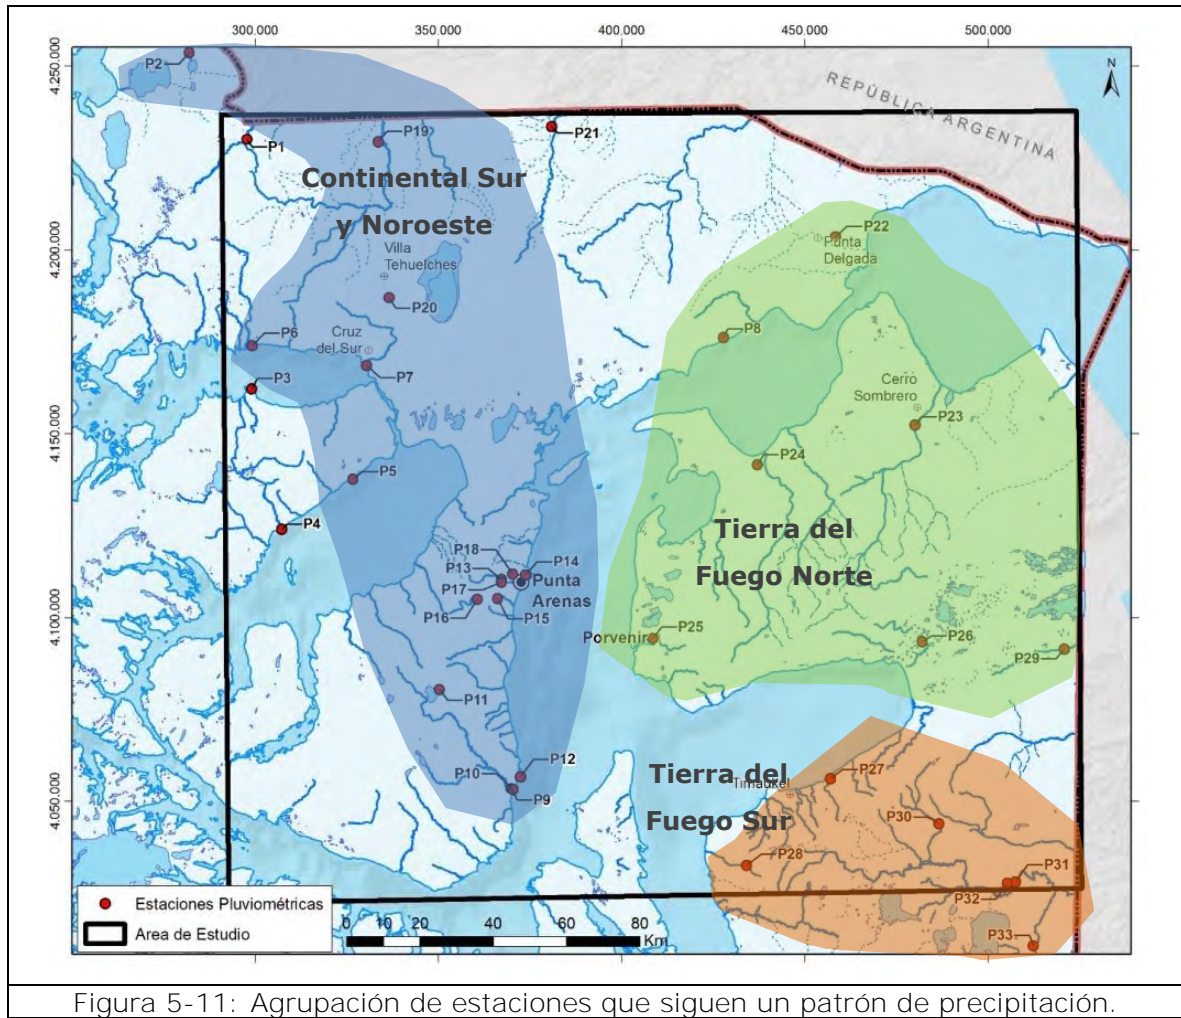 300.000 350.000 400.000 450.000 500.000
4.250.000
4.200.000
4.150.000
4.100.000
4.050.000
N
REPÚBLICA ARGENTINA
P2
P1
P19
P21
Continental Sur
y Noroeste
Villa
Tehuelches
P20
P22
Punta
Delgada
P6
Cruz
del Sur
P7
P3
P8
Cerro
Sombrero
P23
P24
P5
P4
Tierra del
Fuego Norte
P18
P13
P17
P16
P14
Punta
Arenas
P15
Porvenir
P25
P26
P29
P11
P10
P12
P9
Tierra del
Fuego Sur
Timaukel
P27
P30
P28
P31
P32
P33
Estaciones Pluviométricas
Area de Estudio
0 10 20 40 60 80
Km
Figura 5-11: Agrupación de estaciones que siguen un patrón de precipitación.